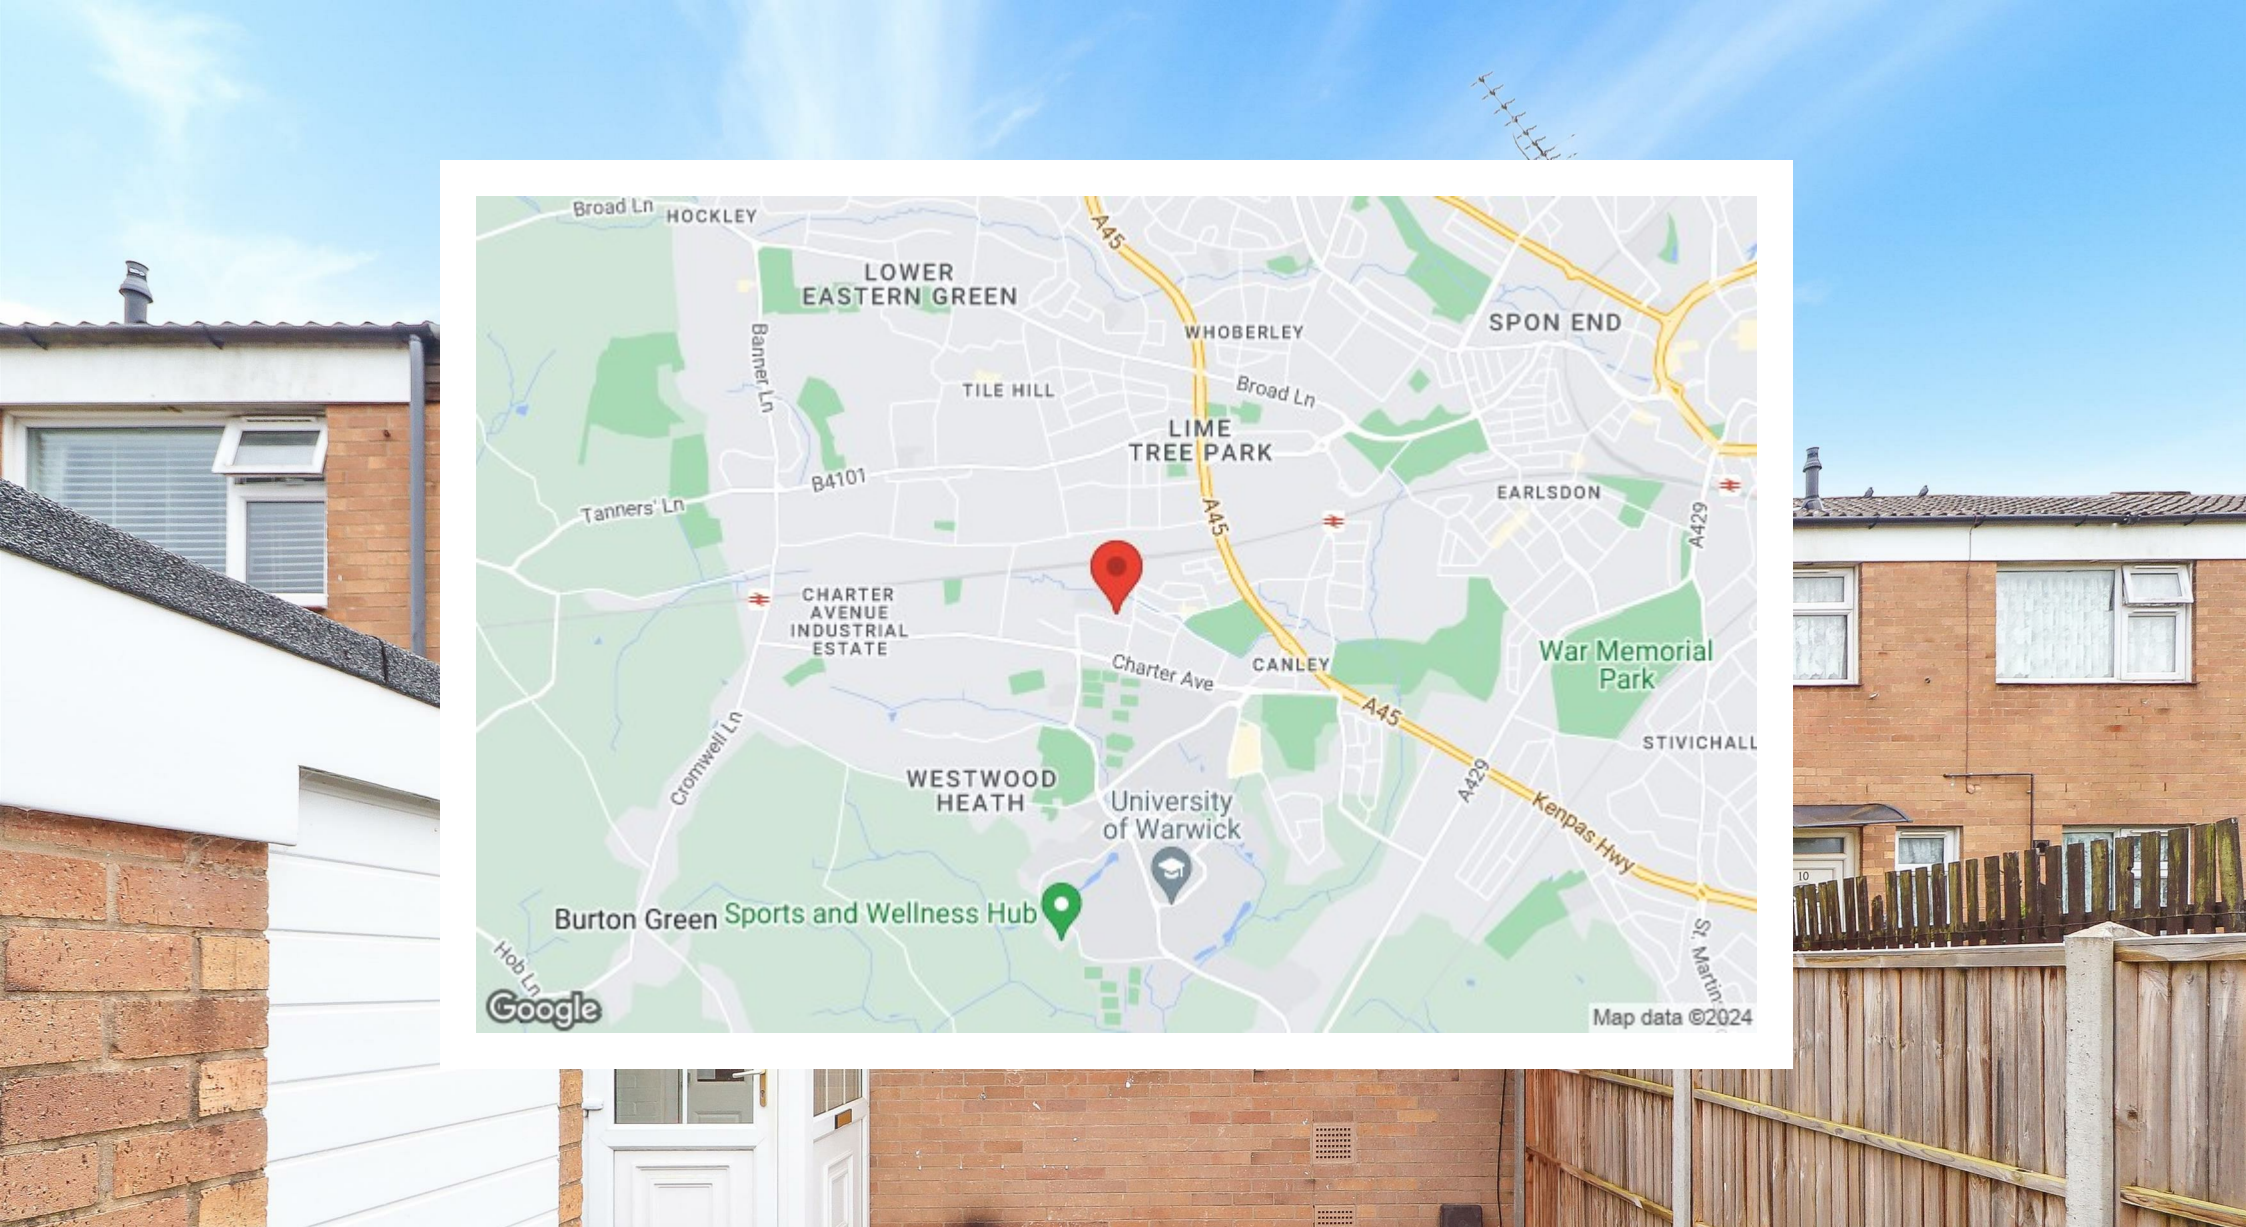 Broad Ln
HOCKLEY
A45
LOWER
EASTERN GREEN
WHOBERLEY
SPON END
Banner Ln
TILE HILL
Broad Ln
LIME
TREE PARK
B4101
EARLSDON
Tanners' Ln
A45
A429
CHARTER
AVENUE
INDUSTRIAL
ESTATE
War Memorial
Park
Charter Ave
CANLEY
A45
STIVICHALL
Cromwell Ln
WESTWOOD
HEATH
A429
University
of Warwick
Kenpas Hwy
10
Burton Green
Sports and Wellness Hub
Hob Ln
St. Martin
Google
Map data ©2024